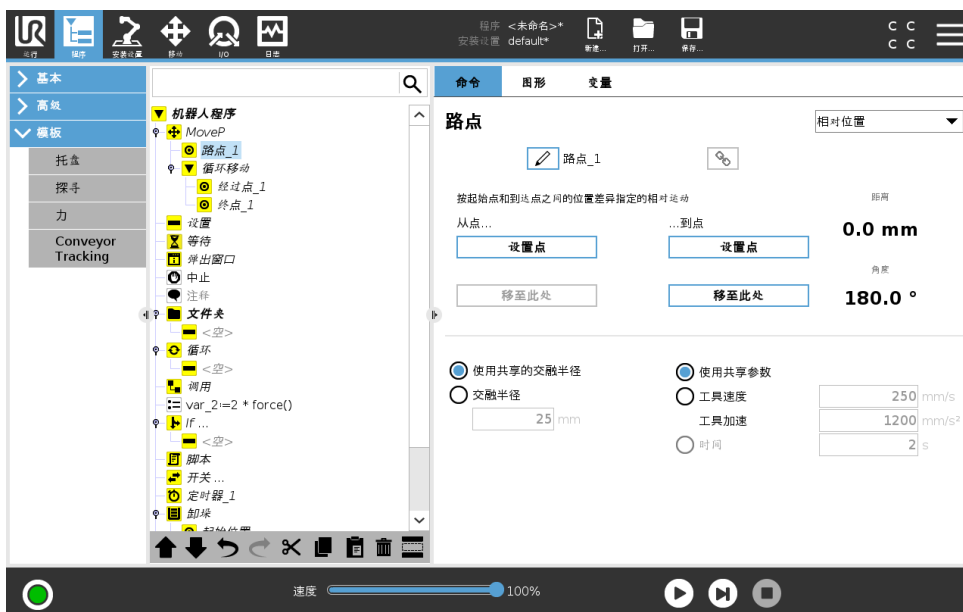 UR
运行
程序
安装设置
移动
I/O
日志
程序 <未命名>*
安装设置 default*
新建...
打开...
保存...
C C
C C
基本
高级
模板
托盘
探寻
力
Conveyor
Tracking
机器人程序
MoveP
路点_1
循环移动
经过点_1
终点_1
设置
等待
弹出窗口
中止
注释
文件夹
<空>
循环
<空>
调用
var_2≔2 * force()
If ...
<空>
脚本
开关 ...
定时器_1
卸垛
起始位置
命令
图形
变量
路点
相对位置
路点_1
按起始点和到达点之间的位置差异指定的相对运动
距离
从点...
...到点
0.0 mm
设置点
设置点
角度
移至此处
移至此处
180.0 °
使用共享的交融半径
使用共享参数
交融半径
工具速度
250 mm/s
25 mm
工具加速
1200 mm/s²
时间
2 s
速度
100%